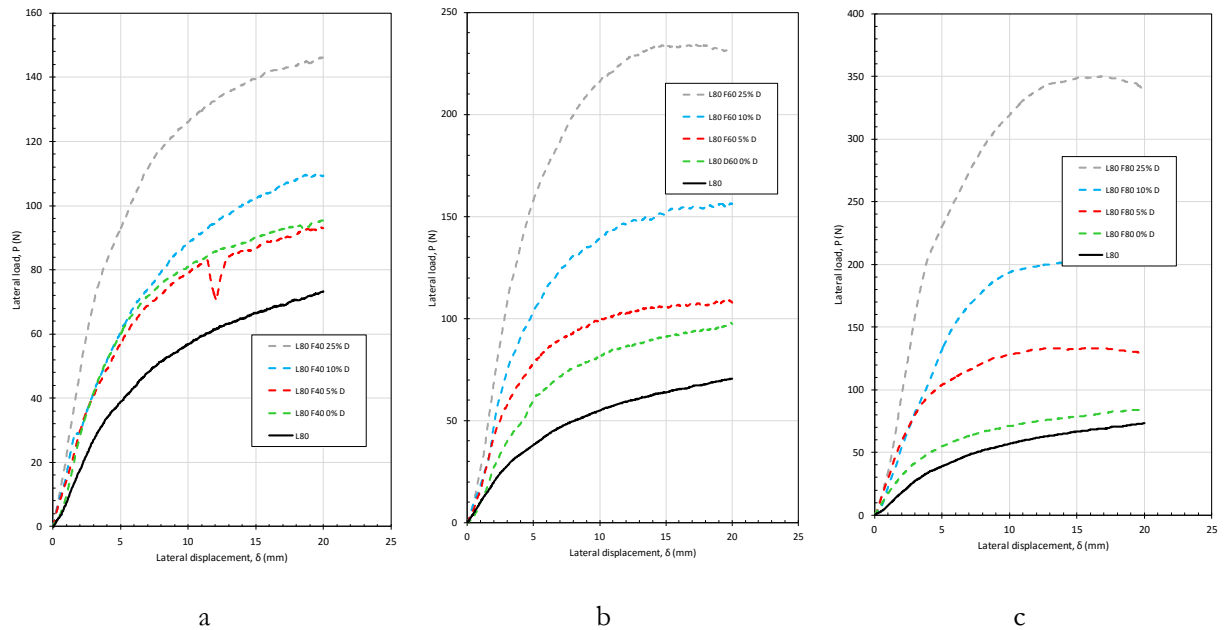 160
140
120
100
80
60
40
20
0
Lateral load, P (N)
0 5 10 15 20 25
Lateral displacement, δ (mm)
L80 F40 25% D
L80 F40 10% D
L80 F40 5% D
L80 F40 0% D
L80
a
250
200
150
100
50
0
Lateral load, P (N)
0 5 10 15 20 25
Lateral displacement, δ (mm)
L80 F60 25% D
L80 F60 10% D
L80 F60 5% D
L80 D60 0% D
L80
b
400
350
300
250
200
150
100
50
0
Lateral load, P (N)
0 5 10 15 20 25
Lateral displacement, δ (mm)
L80 F80 25% D
L80 F80 10% D
L80 F80 5% D
L80 F80 0% D
L80
c